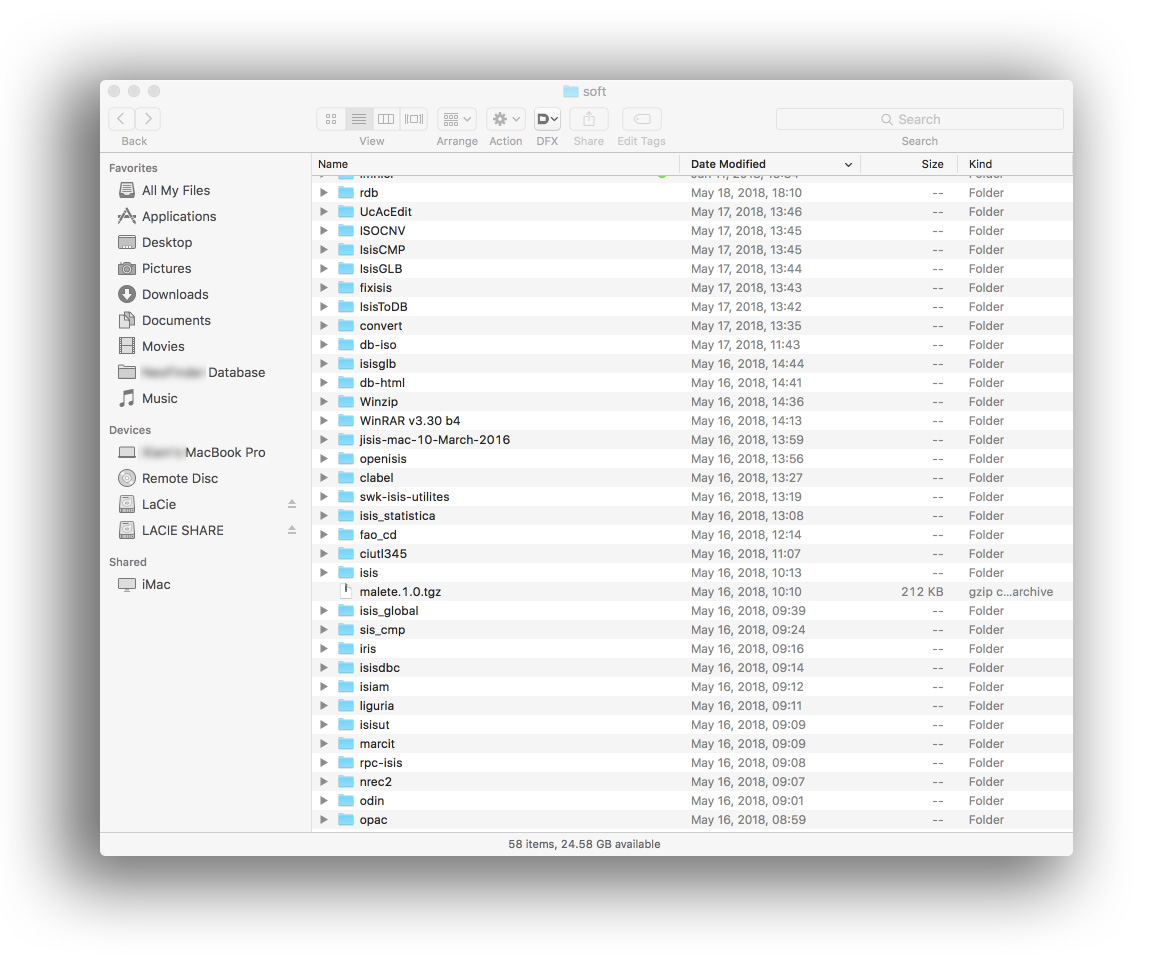 soft
Search
Back View Arrange Action DFX Share Edit Tags Search
Favorites
All My Files
Applications
Desktop
Pictures
Downloads
Documents
Movies
Database
Music
Devices
MacBook Pro
Remote Disc
LaCie
LACIE SHARE
Shared
iMac
Name Date Modified Size Kind
rdb May 18, 2018, 18:10 -- Folder
UcAcEdit May 17, 2018, 13:46 -- Folder
ISOCNV May 17, 2018, 13:45 -- Folder
IsisCMP May 17, 2018, 13:45 -- Folder
IsisGLB May 17, 2018, 13:44 -- Folder
fixisis May 17, 2018, 13:43 -- Folder
IsisToDB May 17, 2018, 13:42 -- Folder
convert May 17, 2018, 13:35 -- Folder
db-iso May 17, 2018, 11:43 -- Folder
isisglb May 16, 2018, 14:44 -- Folder
db-html May 16, 2018, 14:41 -- Folder
Winzip May 16, 2018, 14:36 -- Folder
WinRAR v3.30 b4 May 16, 2018, 14:13 -- Folder
jisis-mac-10-March-2016 May 16, 2018, 13:59 -- Folder
openisis May 16, 2018, 13:56 -- Folder
clabel May 16, 2018, 13:27 -- Folder
swk-isis-utilites May 16, 2018, 13:19 -- Folder
isis_statistica May 16, 2018, 13:08 -- Folder
fao_cd May 16, 2018, 12:14 -- Folder
ciutl345 May 16, 2018, 11:07 -- Folder
isis May 16, 2018, 10:13 -- Folder
malete.1.0.tgz May 16, 2018, 10:10 212 KB gzip c...archive
isis_global May 16, 2018, 09:39 -- Folder
sis_cmp May 16, 2018, 09:24 -- Folder
iris May 16, 2018, 09:16 -- Folder
isisdbc May 16, 2018, 09:14 -- Folder
isiam May 16, 2018, 09:12 -- Folder
liguria May 16, 2018, 09:11 -- Folder
isisut May 16, 2018, 09:09 -- Folder
marcit May 16, 2018, 09:09 -- Folder
rpc-isis May 16, 2018, 09:08 -- Folder
nrec2 May 16, 2018, 09:07 -- Folder
odin May 16, 2018, 09:01 -- Folder
opac May 16, 2018, 08:59 -- Folder
58 items, 24.58 GB available